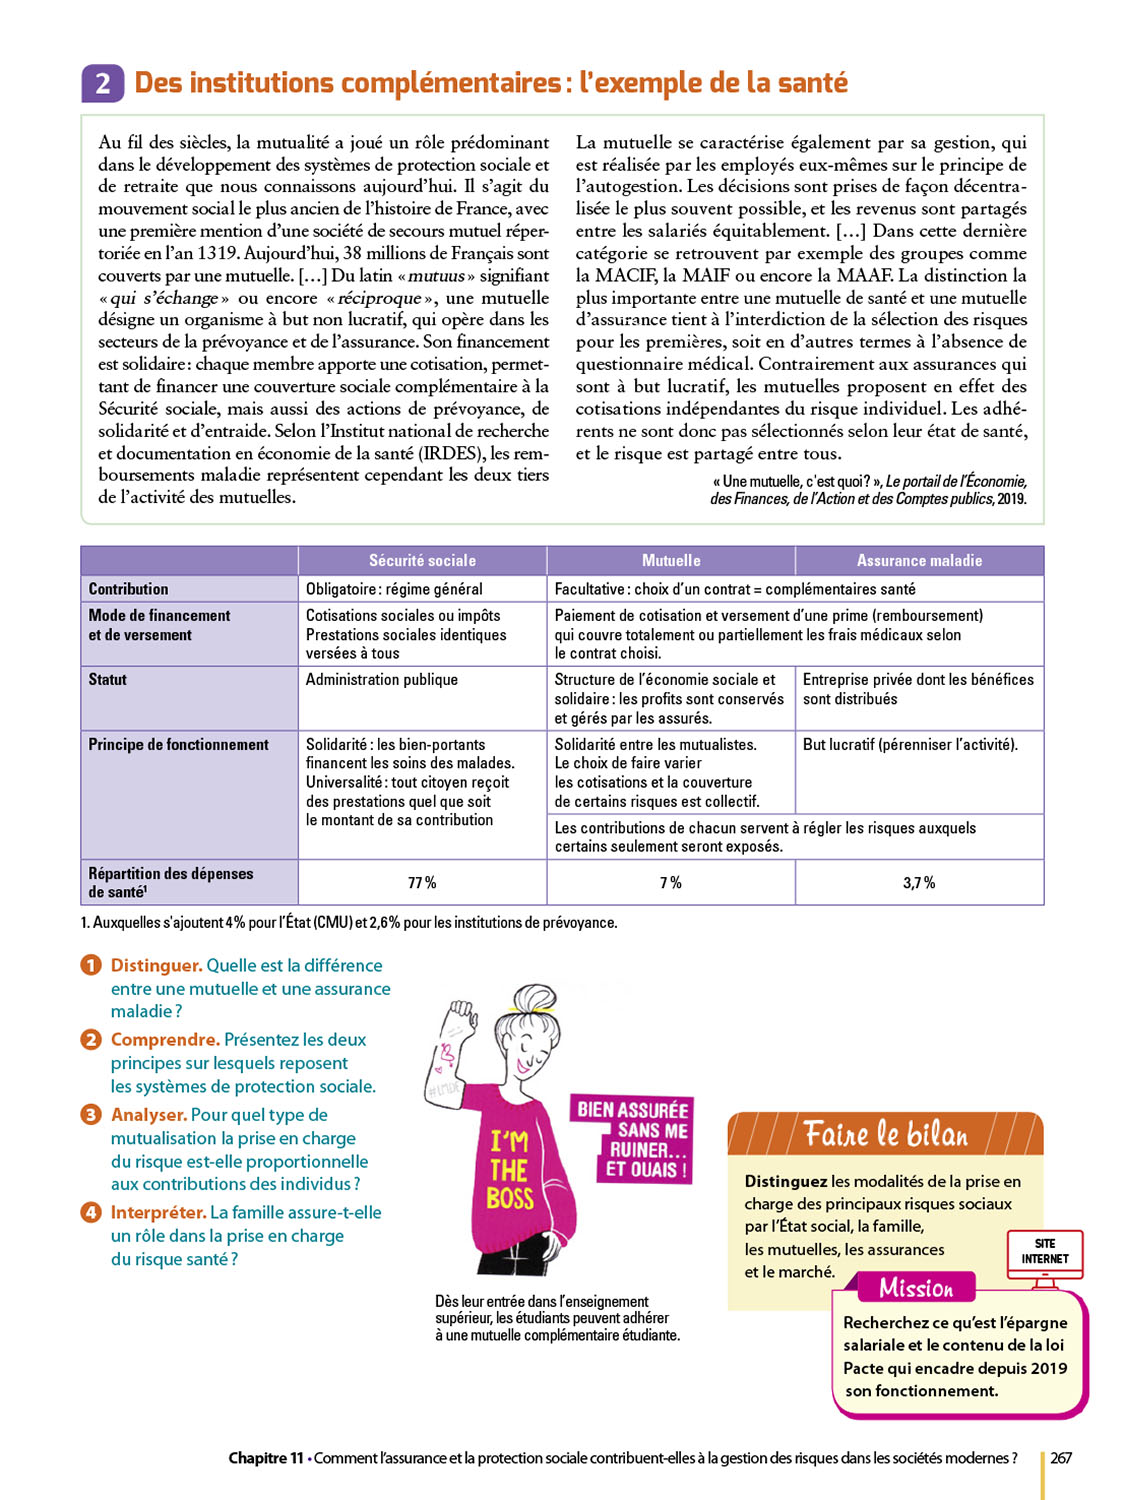 2 Des institutions complémentaires : l'exemple de la santé
Au fil des siècles, la mutualité a joué un rôle prédominant
dans le développement des systèmes de protection sociale et
de retraite que nous connaissons aujourd'hui. Il s'agit du
mouvement social le plus ancien de l'histoire de France, avec
une première mention d'une société de secours mutuel réper-
toriée en l'an 1319. Aujourd'hui, 38 millions de Français sont
couverts par une mutuelle. [...] Du latin « mutuus » signifiant
« qui s'échange » ou encore « réciproque », une mutuelle
désigne un organisme à but non lucratif, qui opère dans les
secteurs de la prévoyance et de l'assurance. Son financement
est solidaire : chaque membre apporte une cotisation, permet-
tant de financer une couverture sociale complémentaire à la
Sécurité sociale, mais aussi des actions de prévoyance, de
solidarité et d'entraide. Selon l'Institut national de recherche
et documentation en économie de la santé (IRDES), les rem-
boursements maladie représentent cependant les deux tiers
de l'activité des mutuelles.
La mutuelle se caractérise également par sa gestion, qui
est réalisée par les employés eux-mêmes sur le principe de
l'autogestion. Les décisions sont prises de façon décentra-
lisée le plus souvent possible, et les revenus sont partagés
entre les salariés équitablement. [...] Dans cette dernière
catégorie se retrouvent par exemple des groupes comme
la MACIF, la MAIF ou encore la MAAF. La distinction la
plus importante entre une mutuelle de santé et une mutuelle
d'assurance tient à l'interdiction de la sélection des risques
pour les premières, soit en d'autres termes à l'absence de
questionnaire médical. Contrairement aux assurances qui
sont à but lucratif, les mutuelles proposent en effet des
cotisations indépendantes du risque individuel. Les adhé-
rents ne sont donc pas sélectionnés selon leur état de santé,
et le risque est partagé entre tous.
« Une mutuelle, c'est quoi ? », Le portail de l'Économie,
des Finances, de l'Action et des Comptes publics, 2019.
Sécurité sociale Mutuelle Assurance maladie
Contribution
Obligatoire : régime général
Facultative : choix d'un contrat = complémentaires santé
Mode de financement
et de versement
Cotisations sociales ou impôts
Prestations sociales identiques
versées à tous
Paiement de cotisation et versement d'une prime (remboursement)
qui couvre totalement ou partiellement les frais médicaux selon
le contrat choisi.
Statut
Administration publique
Structure de l'économie sociale et
solidaire : les profits sont conservés
et gérés par les assurés.
Entreprise privée dont les bénéfices
sont distribués
Principe de fonctionnement
Solidarité : les bien-portants
financent les soins des malades.
Universalité : tout citoyen reçoit
des prestations quel que soit
le montant de sa contribution
Solidarité entre les mutualistes.
Le choix de faire varier
les cotisations et la couverture
de certains risques est collectif.
But lucratif (pérenniser l'activité).
Les contributions de chacun servent à régler les risques auxquels
certains seulement seront exposés.
Répartition des dépenses
de santé¹
77 % 7 % 3,7 %
1. Auxquelles s'ajoutent 4 % pour l'État (CMU) et 2,6 % pour les institutions de prévoyance.
1 Distinguer. Quelle est la différence
entre une mutuelle et une assurance
maladie ?
2 Comprendre. Présentez les deux
principes sur lesquels reposent
les systèmes de protection sociale.
3 Analyser. Pour quel type de
mutualisation la prise en charge
du risque est-elle proportionnelle
aux contributions des individus ?
4 Interpréter. La famille assure-t-elle
un rôle dans la prise en charge
du risque santé ?
#LMDE
I'M
THE
BOSS
BIEN ASSURÉE
SANS ME
RUINER...
ET OUAIS !
Dès leur entrée dans l'enseignement
supérieur, les étudiants peuvent adhérer
à une mutuelle complémentaire étudiante.
Faire le bilan
Distinguez les modalités de la prise en
charge des principaux risques sociaux
par l'État social, la famille,
les mutuelles, les assurances
et le marché.
SITE
INTERNET
Mission
Recherchez ce qu'est l'épargne
salariale et le contenu de la loi
Pacte qui encadre depuis 2019
son fonctionnement.
Chapitre 11 • Comment l'assurance et la protection sociale contribuent-elles à la gestion des risques dans les sociétés modernes ? 267